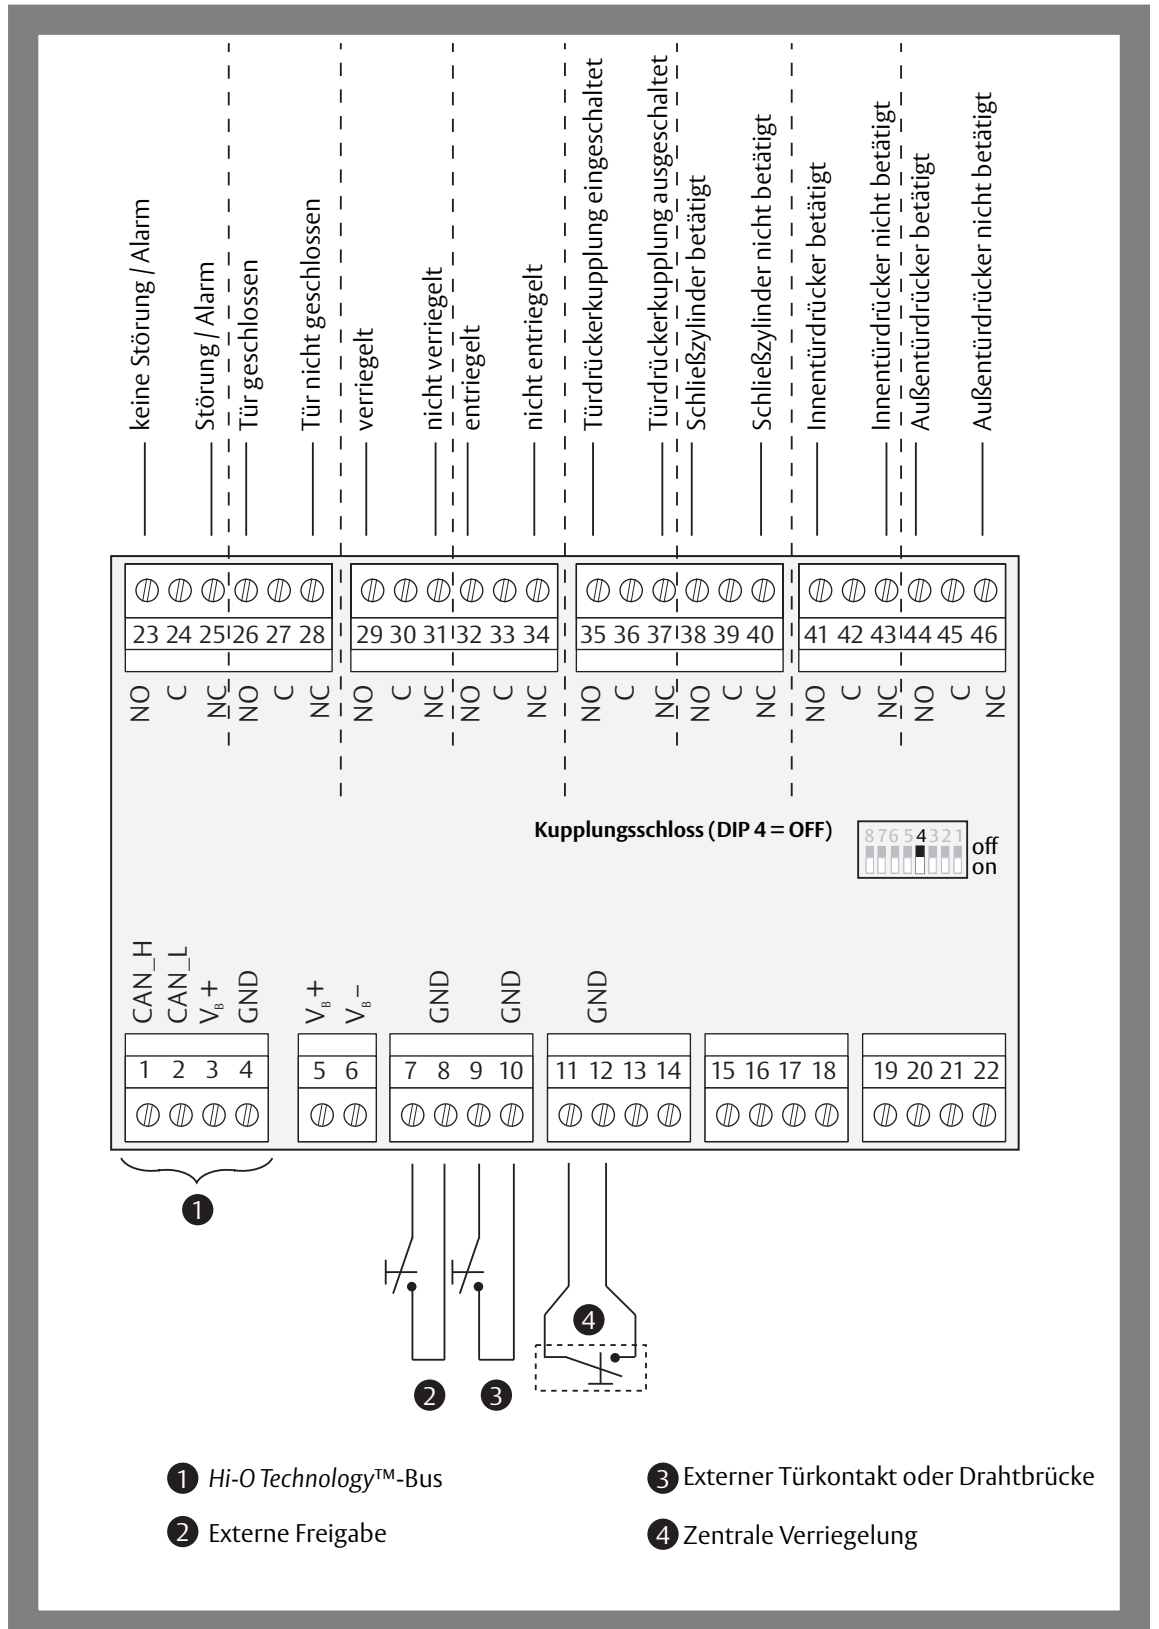 keine Störung / Alarm
Störung / Alarm
Tür geschlossen
Tür nicht geschlossen
verriegelt
nicht verriegelt
entriegelt
nicht entriegelt
Türdrückerkupplung eingeschaltet
Türdrückerkupplung ausgeschaltet
Schließzylinder betätigt
Schließzylinder nicht betätigt
Innentürdrücker betätigt
Innentürdrücker nicht betätigt
Außentürdrücker betätigt
Außentürdrücker nicht betätigt
23 24 25 26 27 28 29 30 31 32 33 34 35 36 37 38 39 40 41 42 43 44 45 46
NO C NC NO C NC NO C NC NO C NC NO C NC NO C NC NO C NC NO C NC
Kupplungsschloss (DIP 4 = OFF)
8 7 6 5 4 3 2 1
off
on
CAN_H CAN_L VB + GND VB + VB – GND GND GND
1 2 3 4 5 6 7 8 9 10 11 12 13 14 15 16 17 18 19 20 21 22
1
4
2 3
1 Hi-O Technology™-Bus
2 Externe Freigabe
3 Externer Türkontakt oder Drahtbrücke
4 Zentrale Verriegelung